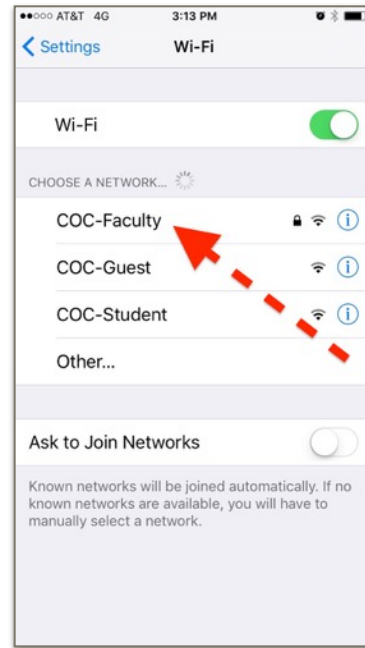 AT&T 4G 3:13 PM
Settings Wi-Fi
Wi-Fi
CHOOSE A NETWORK...
COC-Faculty
COC-Guest
COC-Student
Other...
Ask to Join Networks
Known networks will be joined automatically. If no
known networks are available, you will have to
manually select a network.